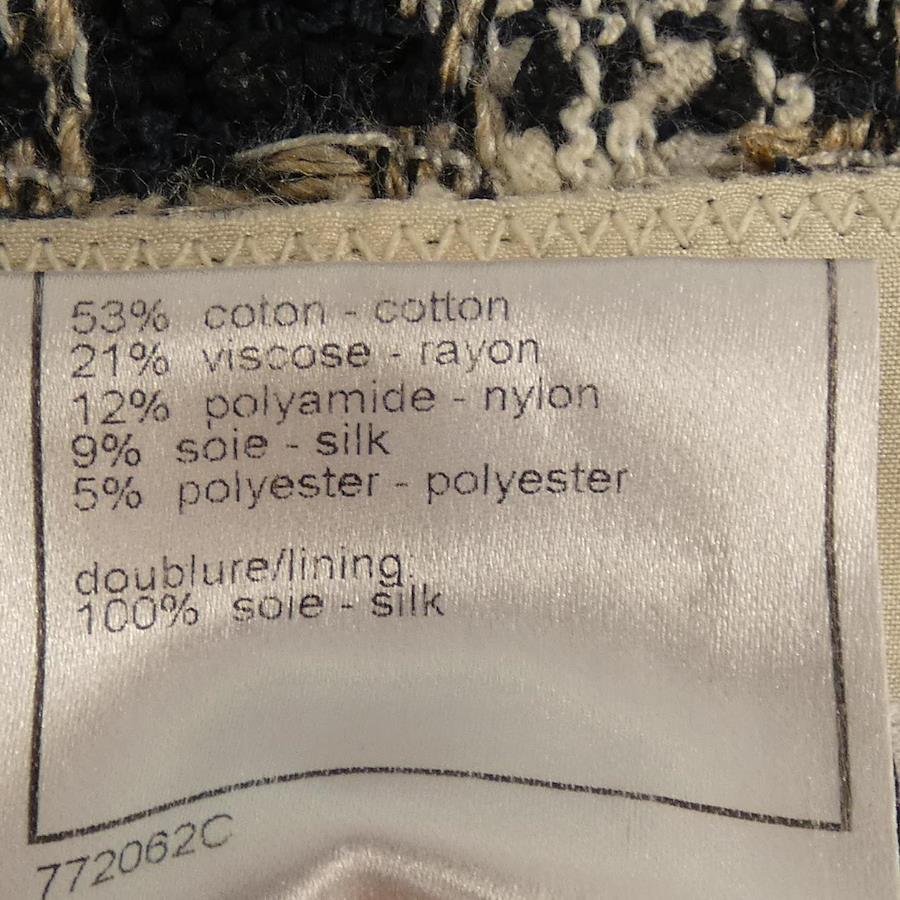 53% coton - cotton
21% viscose - rayon
12% polyamide - nylon
9% soie - silk
5% polyester - polyester
doublure/lining:
100% soie - silk
772062C